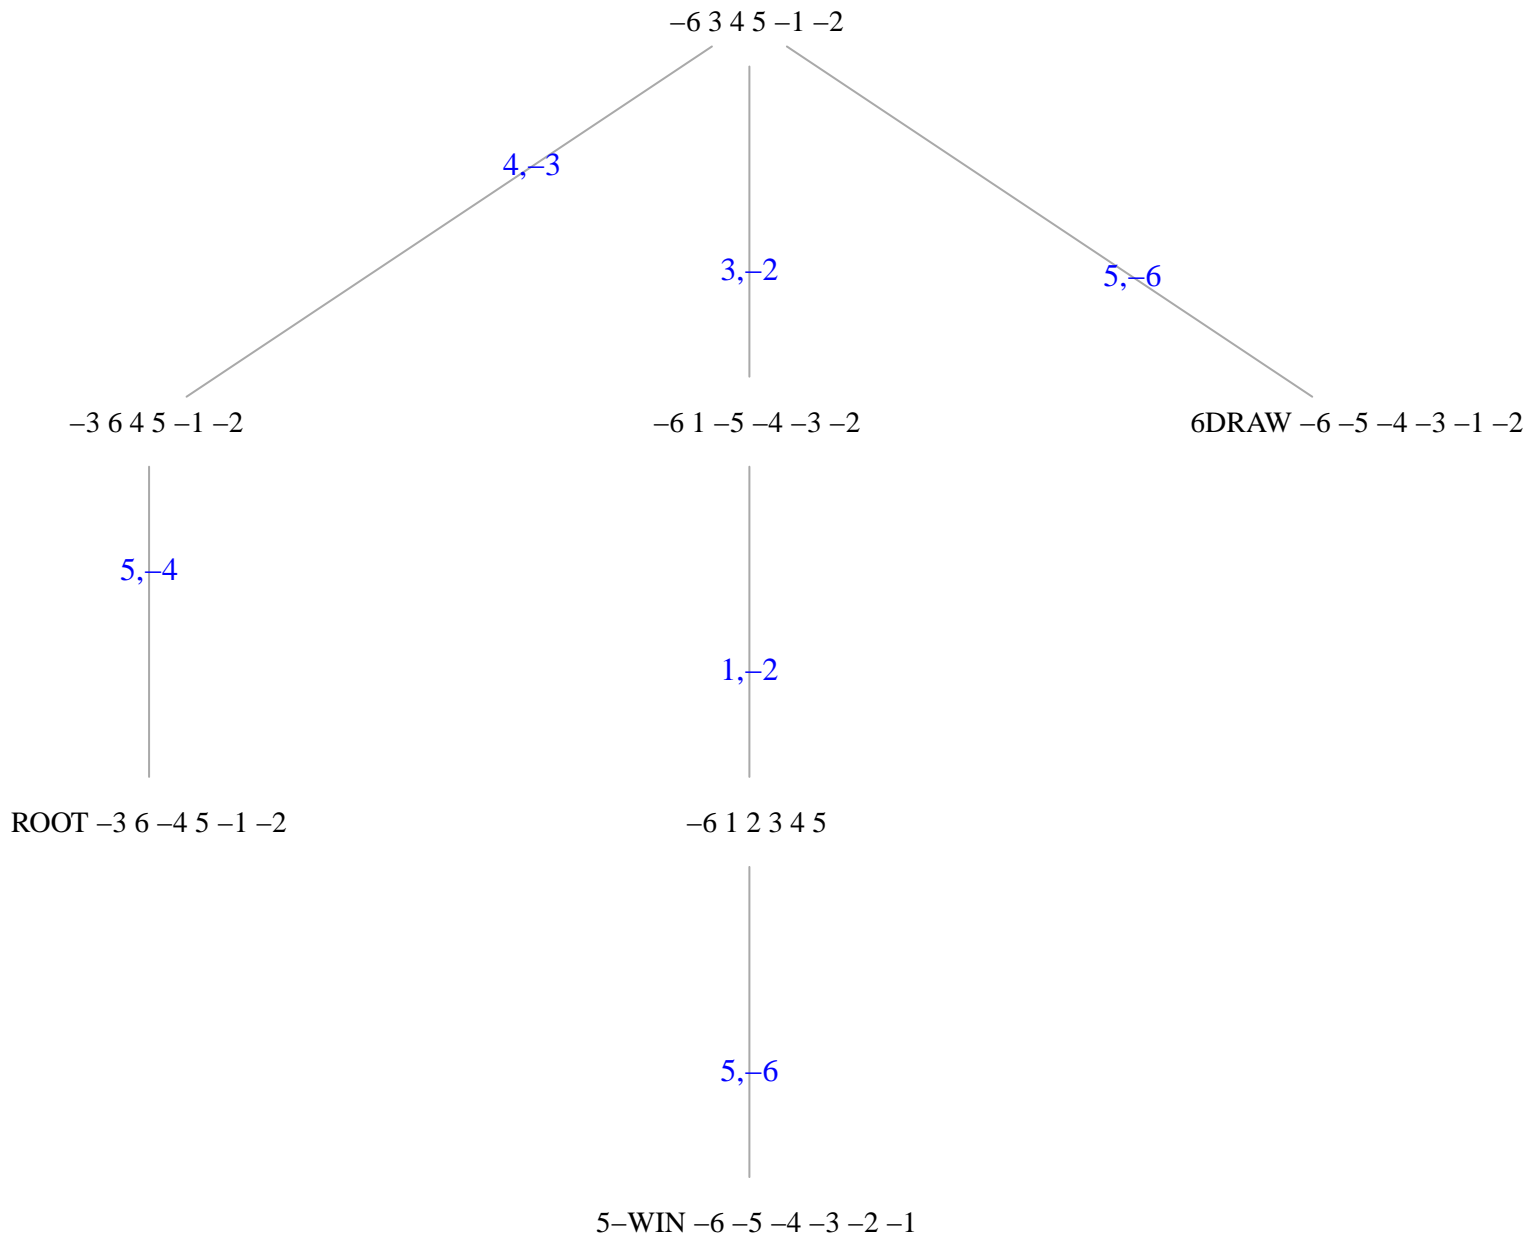 –6 3 4 5 –1 –2
4,–3
3,–2
5,–6
–3 6 4 5 –1 –2
–6 1 –5 –4 –3 –2
6DRAW –6 –5 –4 –3 –1 –2
5,–4
1,–2
ROOT –3 6 –4 5 –1 –2
–6 1 2 3 4 5
5,–6
5–WIN –6 –5 –4 –3 –2 –1